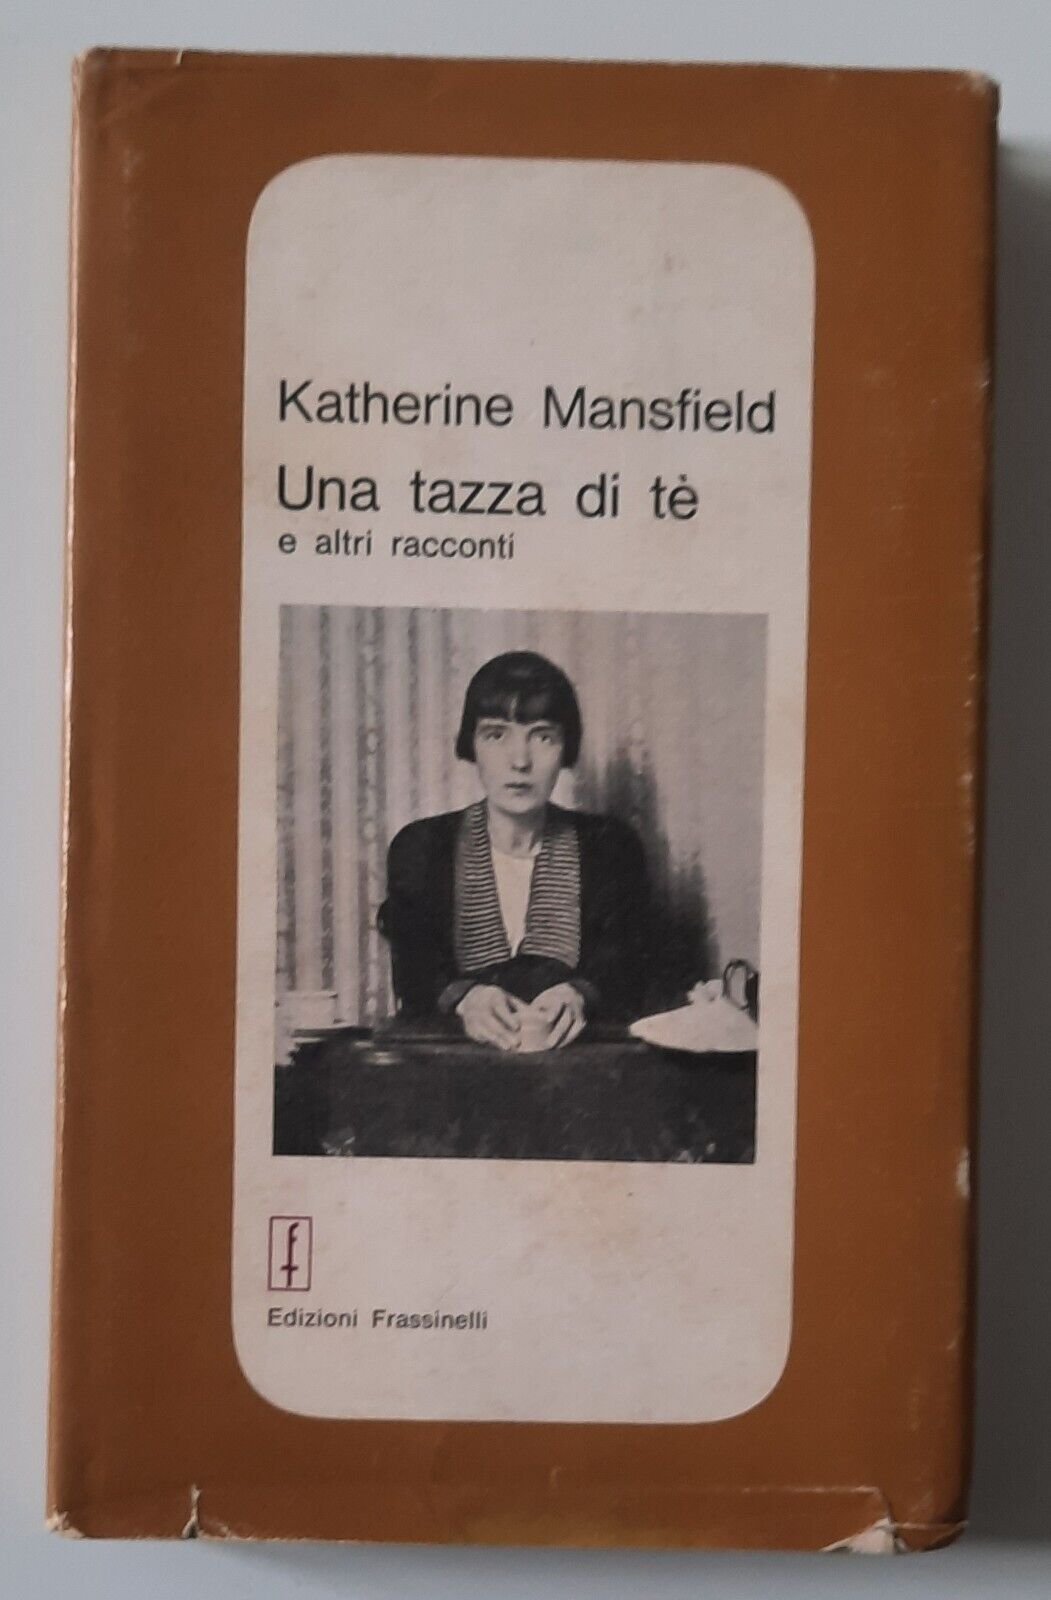 Katherine Mansfield
Una tazza di tè
e altri racconti
f
Edizioni Frassinelli